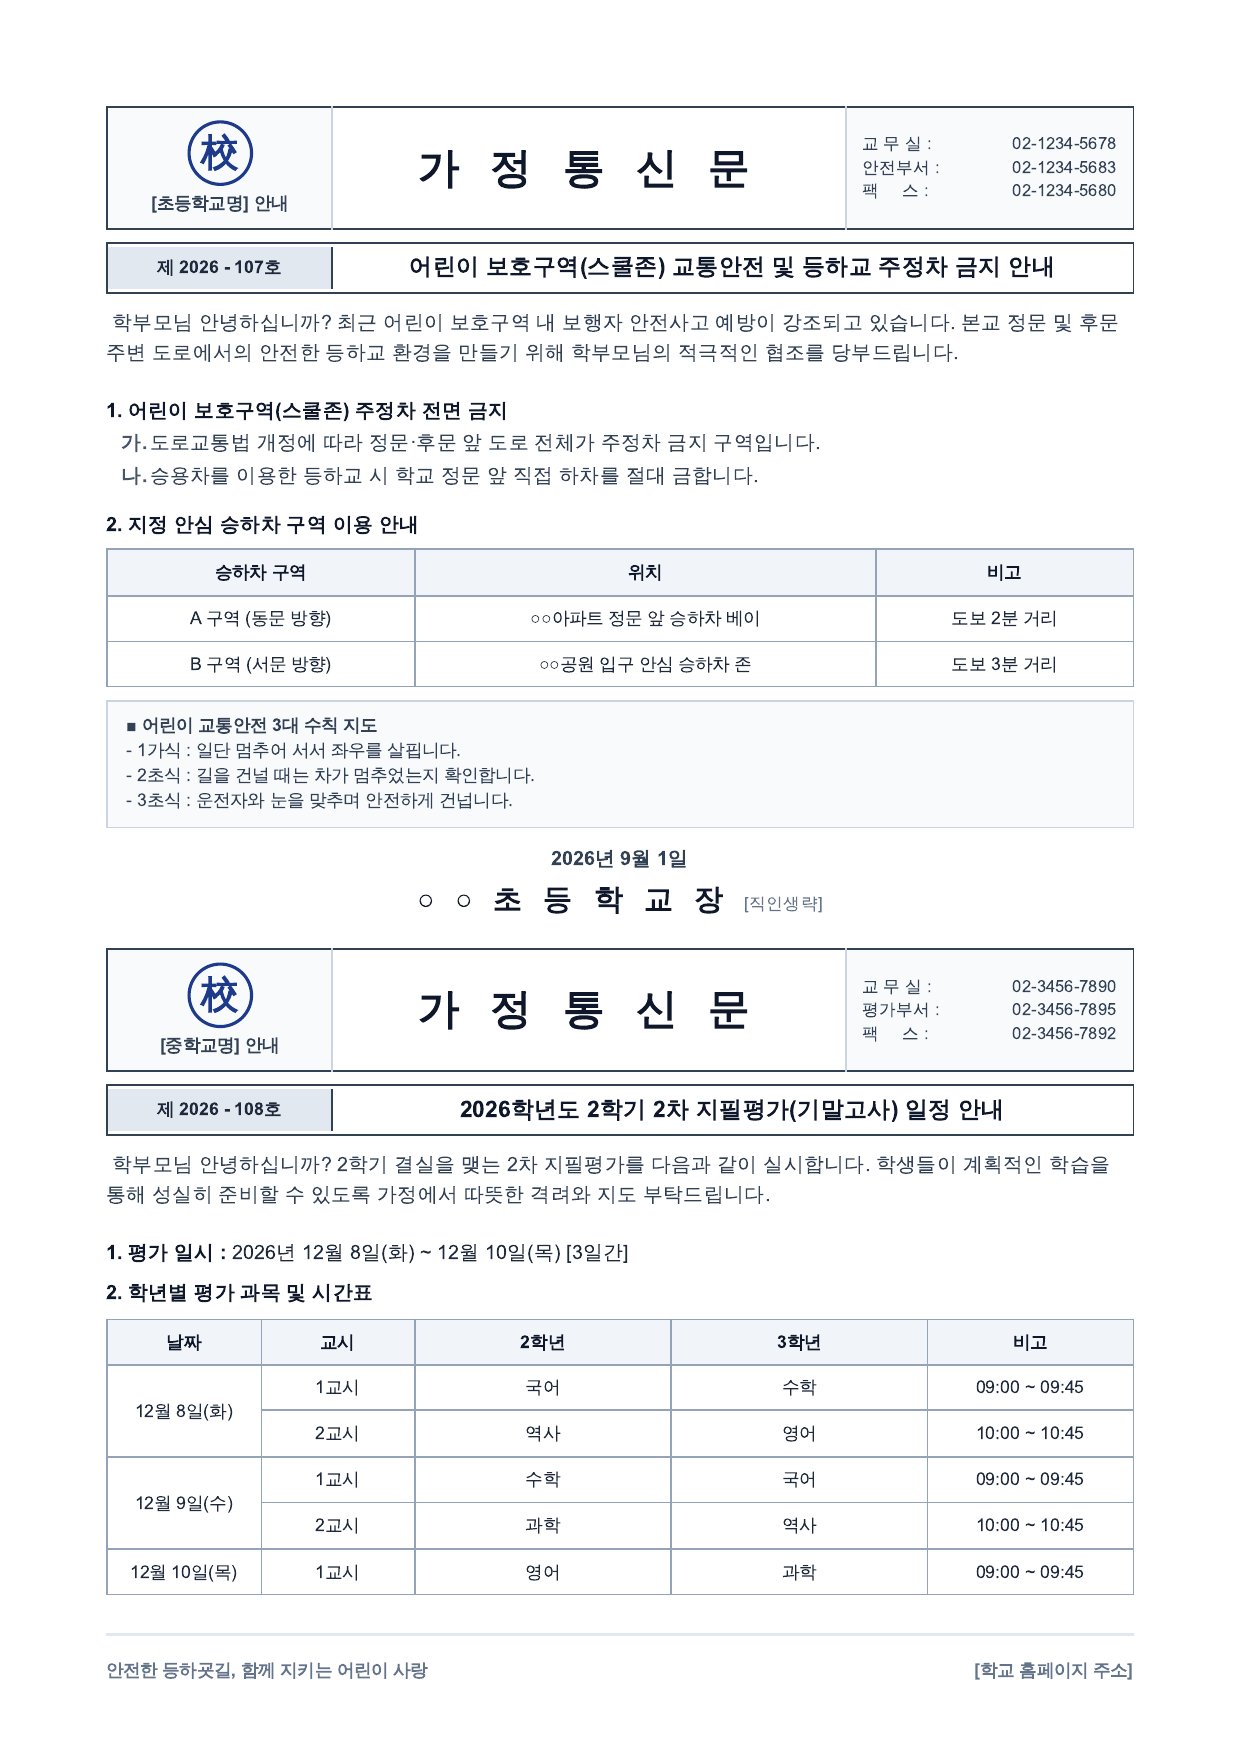 校
[초등학교명] 안내
가 정 통 신 문
교 무 실 : 02-1234-5678
안전부서 : 02-1234-5683
팩 스 : 02-1234-5680
제 2026 - 107호
어린이 보호구역(스쿨존) 교통안전 및 등하교 주정차 금지 안내
학부모님 안녕하십니까? 최근 어린이 보호구역 내 보행자 안전사고 예방이 강조되고 있습니다. 본교 정문 및 후문
주변 도로에서의 안전한 등하교 환경을 만들기 위해 학부모님의 적극적인 협조를 당부드립니다.
1. 어린이 보호구역(스쿨존) 주정차 전면 금지
가. 도로교통법 개정에 따라 정문·후문 앞 도로 전체가 주정차 금지 구역입니다.
나. 승용차를 이용한 등하교 시 학교 정문 앞 직접 하차를 절대 금합니다.
2. 지정 안심 승하차 구역 이용 안내
승하차 구역 위치 비고
A 구역 (동문 방향) ○○아파트 정문 앞 승하차 베이 도보 2분 거리
B 구역 (서문 방향) ○○공원 입구 안심 승하차 존 도보 3분 거리
■ 어린이 교통안전 3대 수칙 지도
- 1가식 : 일단 멈추어 서서 좌우를 살핍니다.
- 2초식 : 길을 건널 때는 차가 멈추었는지 확인합니다.
- 3초식 : 운전자와 눈을 맞추며 안전하게 건넙니다.
2026년 9월 1일
○ ○ 초 등 학 교 장 [직인생략]
校
[중학교명] 안내
가 정 통 신 문
교 무 실 : 02-3456-7890
평가부서 : 02-3456-7895
팩 스 : 02-3456-7892
제 2026 - 108호
2026학년도 2학기 2차 지필평가(기말고사) 일정 안내
학부모님 안녕하십니까? 2학기 결실을 맺는 2차 지필평가를 다음과 같이 실시합니다. 학생들이 계획적인 학습을
통해 성실히 준비할 수 있도록 가정에서 따뜻한 격려와 지도 부탁드립니다.
1. 평가 일시 : 2026년 12월 8일(화) ~ 12월 10일(목) [3일간]
2. 학년별 평가 과목 및 시간표
날짜 교시 2학년 3학년 비고
12월 8일(화) 1교시 국어 수학 09:00 ~ 09:45
2교시 역사 영어 10:00 ~ 10:45
12월 9일(수) 1교시 수학 국어 09:00 ~ 09:45
2교시 과학 역사 10:00 ~ 10:45
12월 10일(목) 1교시 영어 과학 09:00 ~ 09:45
안전한 등하굣길, 함께 지키는 어린이 사랑 [학교 홈페이지 주소]